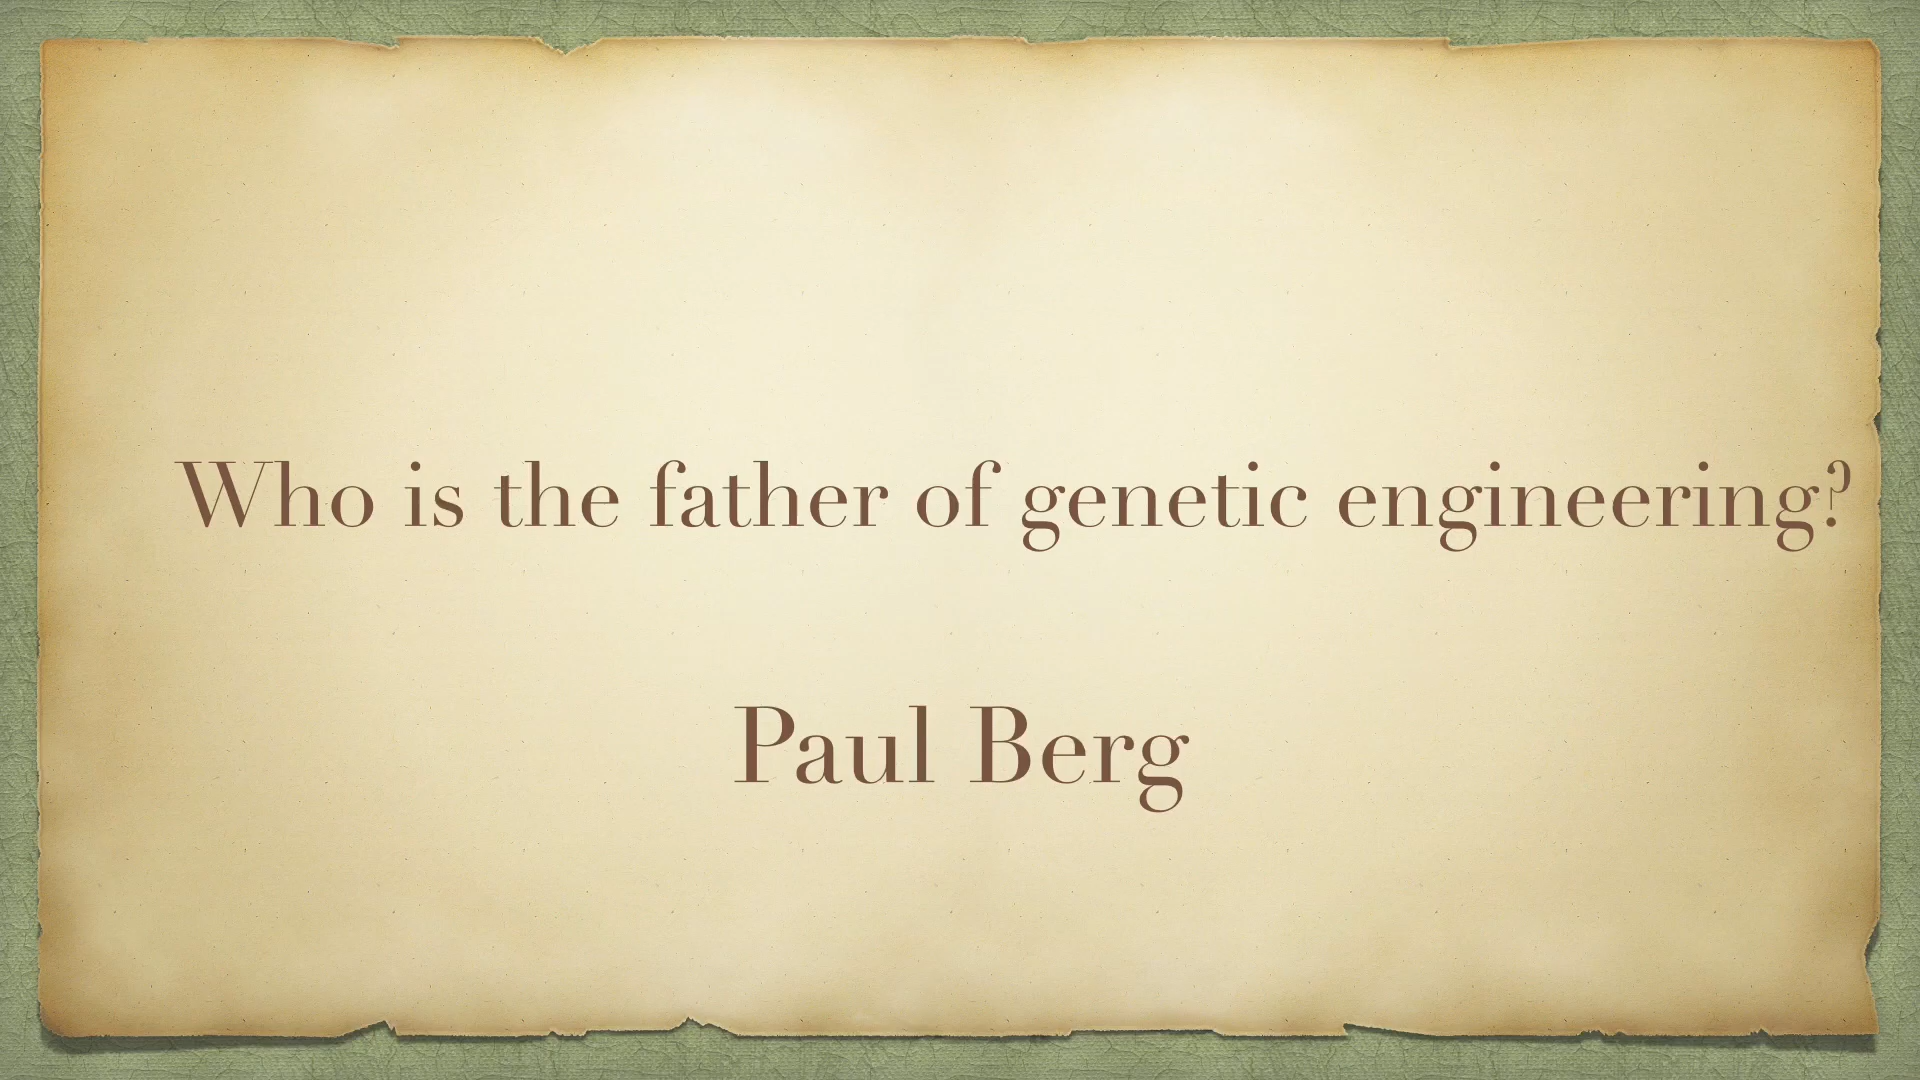 Who is the father of genetic engineering?
Paul Berg